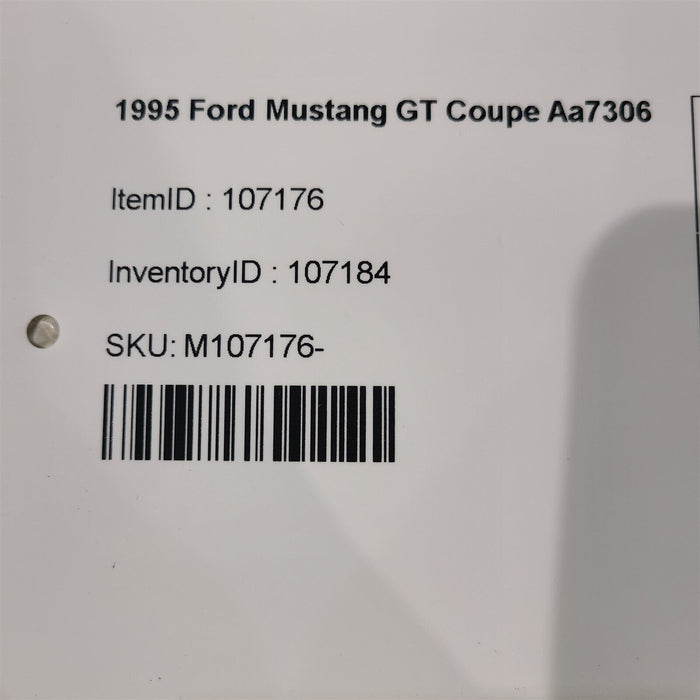 1995 Ford Mustang GT Coupe Aa7306
ItemID : 107176
InventoryID : 107184
SKU: M107176-